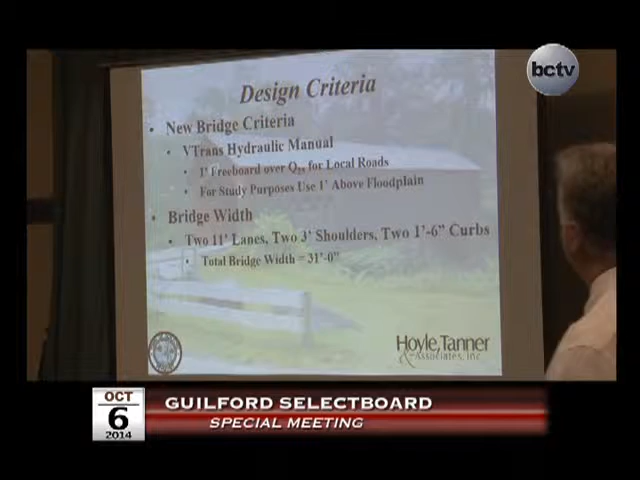 bctv
Design Criteria
• New Bridge Criteria
• VTrans Hydraulic Manual
• 1' Freeboard over Q25 for Local Roads
• For Study Purposes Use 1' Above Floodplain
• Bridge Width
• Two 11' Lanes, Two 3' Shoulders, Two 1'-6" Curbs
• Total Bridge Width = 31'-0"
Hoyle, Tanner
& Associates, Inc
OCT
6
2014
GUILFORD SELECTBOARD
SPECIAL MEETING